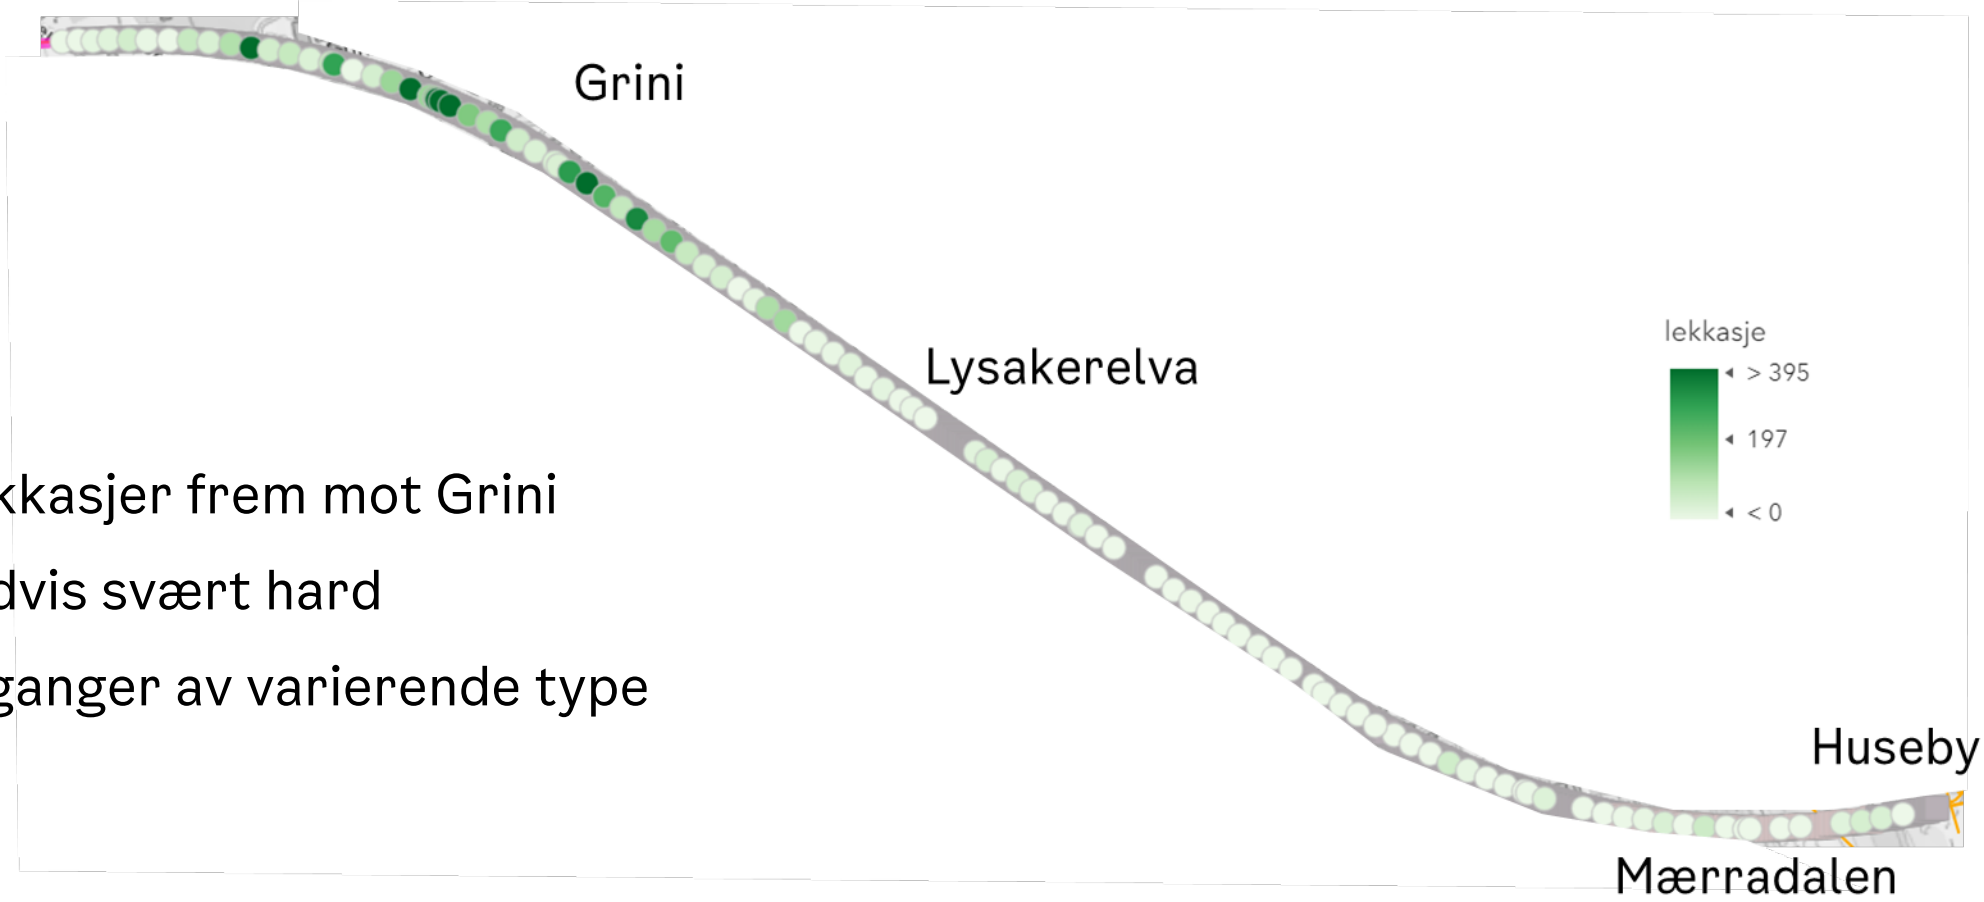 Grini
Lysakerelva
lekkasje
> 395
197
< 0
kkasjer frem mot Grini
dvis svært hard
ganger av varierende type
Huseby
Mærradalen